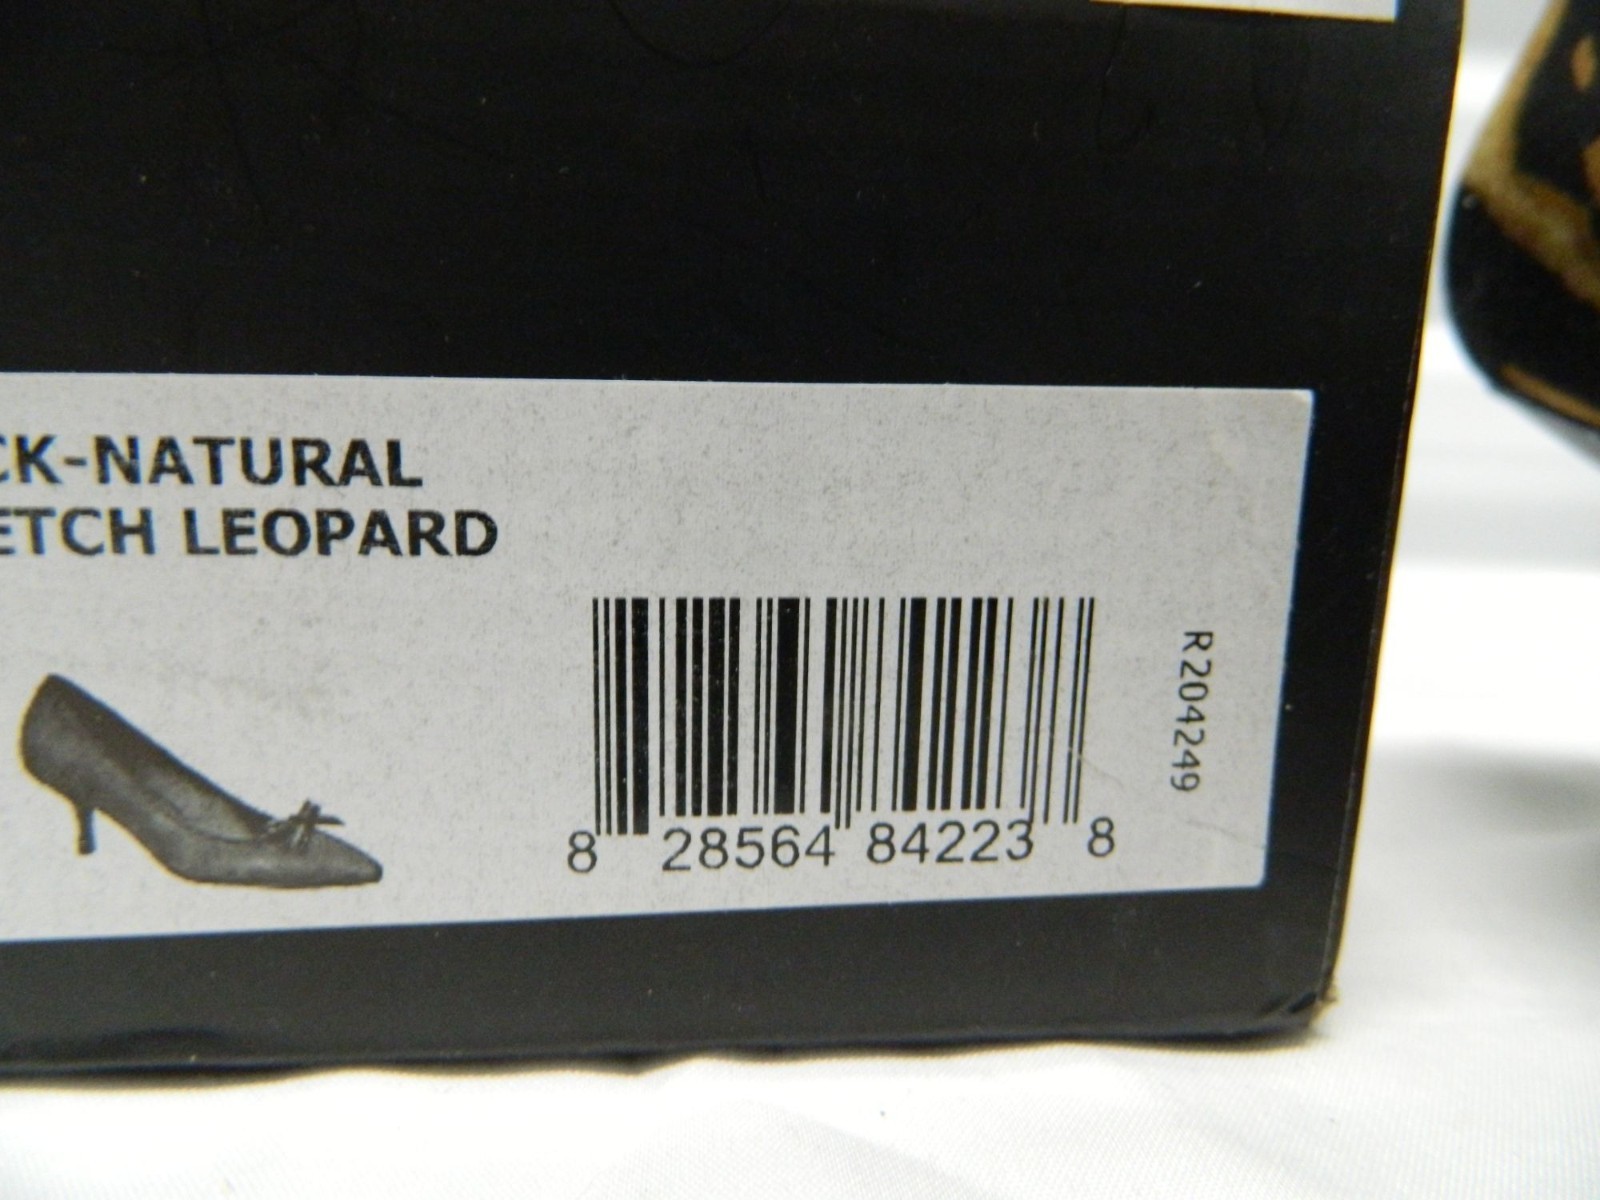 CK-NATURAL
ETCH LEOPARD
R204249
8 28564 84223 8